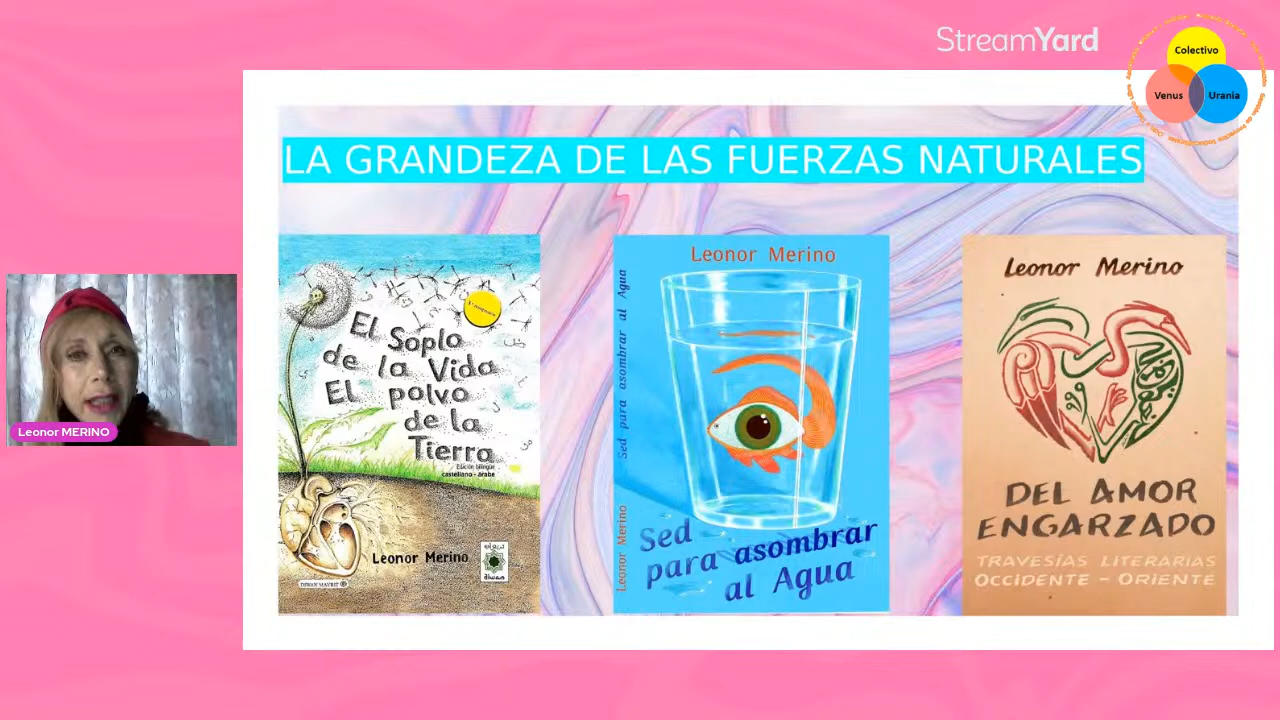 StreamYard
Colectivo
Venus
Urania
LA GRANDEZA DE LAS FUERZAS NATURALES
Leonor MERINO
El Soplo
de la Vida
El polvo
de la
Tierra
Edición bilingüe
castellano - árabe
Leonor Merino
DIWAN MAYRIT
Leonor Merino
Sed para asombrar al Agua
Leonor Merino
Sed
para asombrar
al Agua
Leonor Merino
DEL AMOR
ENGARZADO
TRAVESÍAS LITERARIAS
OCCIDENTE - ORIENTE